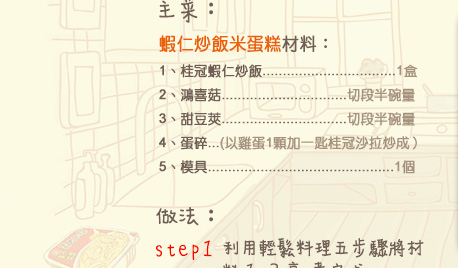 主菜：
蝦仁炒飯米蛋糕材料：
1、桂冠蝦仁炒飯................................1盒
2、鴻喜菇..............................切段半碗量
3、甜豆莢..............................切段半碗量
4、蛋碎...(以雞蛋1顆加一匙桂冠沙拉炒成）
5、模具.............................................1個
做法：
step1 利用輕鬆料理五步驟將材